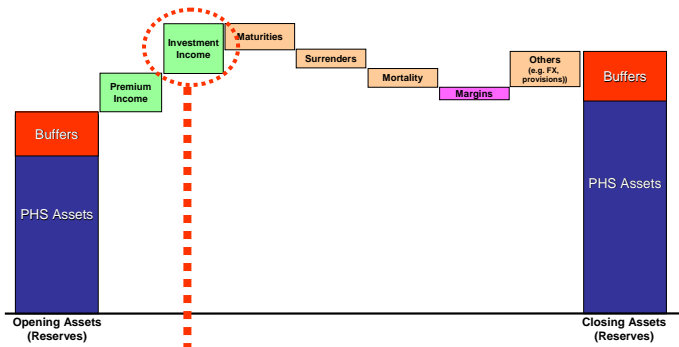 Investment
Income
Maturities
Surrenders
Mortality
Margins
Others
(e.g. FX,
provisions))
Premium
Income
Buffers
PHS Assets
Buffers
PHS Assets
Opening Assets
(Reserves)
Closing Assets
(Reserves)